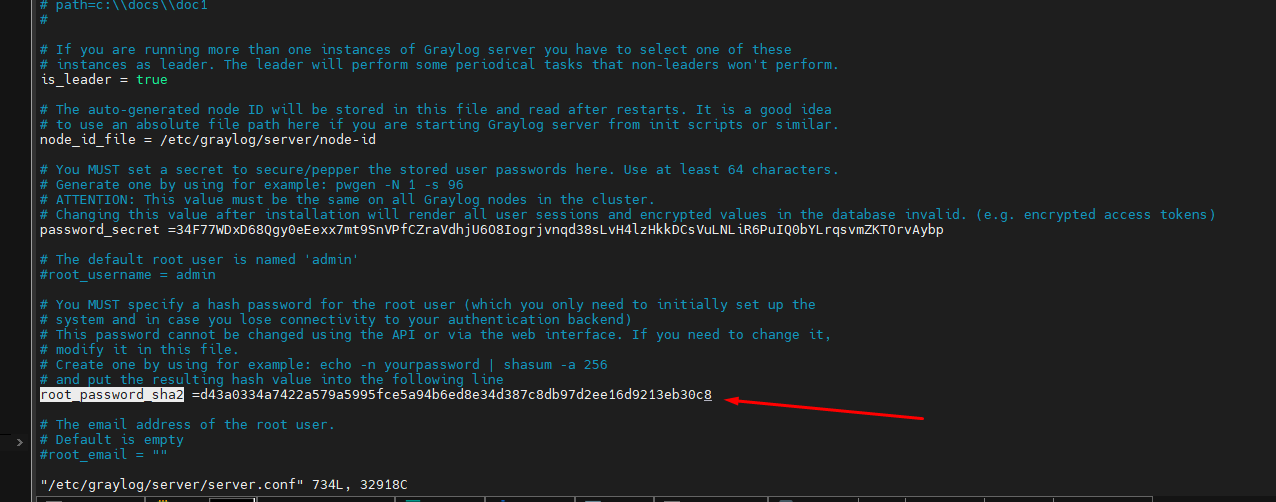 # path=c:\\docs\\doc1
#
# If you are running more than one instances of Graylog server you have to select one of these
# instances as leader. The leader will perform some periodical tasks that non-leaders won't perform.
is_leader = true
# The auto-generated node ID will be stored in this file and read after restarts. It is a good idea
# to use an absolute file path here if you are starting Graylog server from init scripts or similar.
node_id_file = /etc/graylog/server/node-id
# You MUST set a secret to secure/pepper the stored user passwords here. Use at least 64 characters.
# Generate one by using for example: pwgen -N 1 -s 96
# ATTENTION: This value must be the same on all Graylog nodes in the cluster.
# Changing this value after installation will render all user sessions and encrypted values in the database invalid. (e.g. encrypted access tokens)
password_secret =34F77WDxD68Qgy0eEexx7mt9SnVPfCZraVdhjU6O8Iogrjvnqd38sLvH4lzHkkDCsVuLNLiR6PuIQ0bYLrqsvmZKTOrvAybp
# The default root user is named 'admin'
#root_username = admin
# You MUST specify a hash password for the root user (which you only need to initially set up the
# system and in case you lose connectivity to your authentication backend)
# This password cannot be changed using the API or via the web interface. If you need to change it,
# modify it in this file.
# Create one by using for example: echo -n yourpassword | shasum -a 256
# and put the resulting hash value into the following line
root_password_sha2 =d43a0334a7422a579a5995fce5a94b6ed8e34d387c8db97d2ee16d9213eb30c8
# The email address of the root user.
# Default is empty
#root_email = ""
"/etc/graylog/server/server.conf" 734L, 32918C